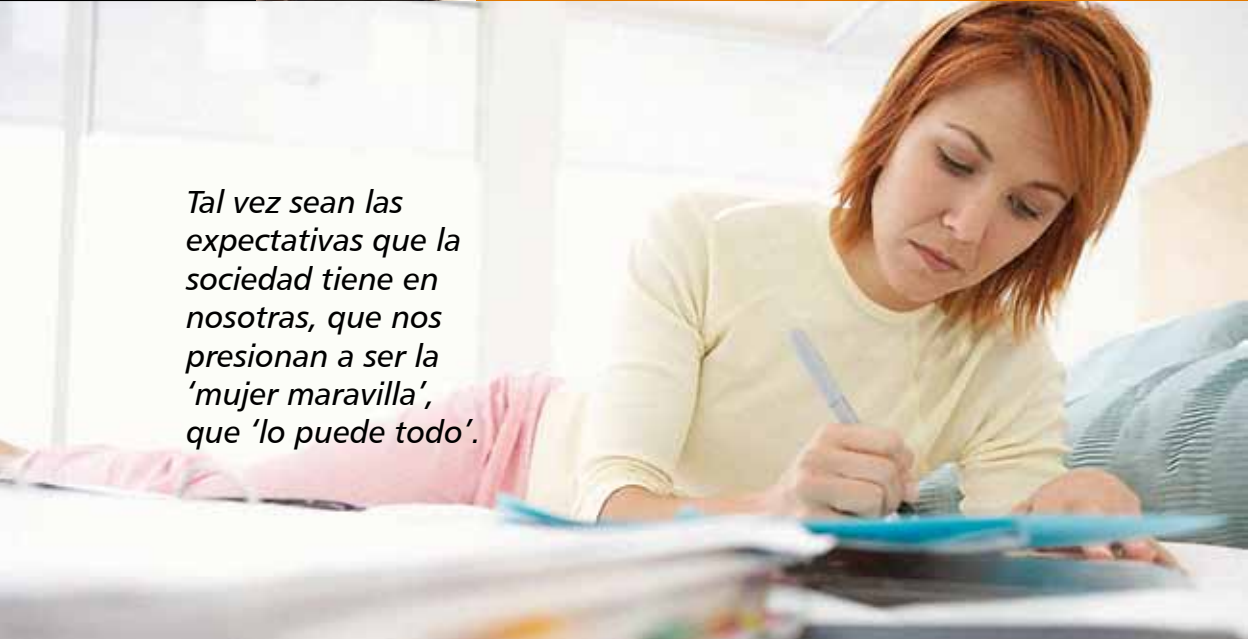 Tal vez sean las
expectativas que la
sociedad tiene en
nosotras, que nos
presionan a ser la
‘mujer maravilla’,
que ‘lo puede todo’.